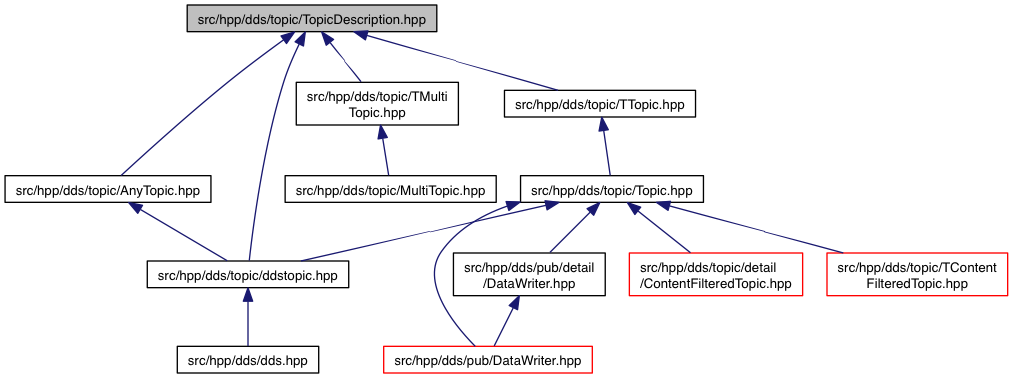 src/hpp/dds/topic/TopicDescription.hpp
src/hpp/dds/topic/TMulti
Topic.hpp
src/hpp/dds/topic/TTopic.hpp
src/hpp/dds/topic/AnyTopic.hpp
src/hpp/dds/topic/MultiTopic.hpp
src/hpp/dds/topic/Topic.hpp
src/hpp/dds/topic/ddstopic.hpp
src/hpp/dds/pub/detail
/DataWriter.hpp
src/hpp/dds/topic/detail
/ContentFilteredTopic.hpp
src/hpp/dds/topic/TContent
FilteredTopic.hpp
src/hpp/dds/dds.hpp
src/hpp/dds/pub/DataWriter.hpp